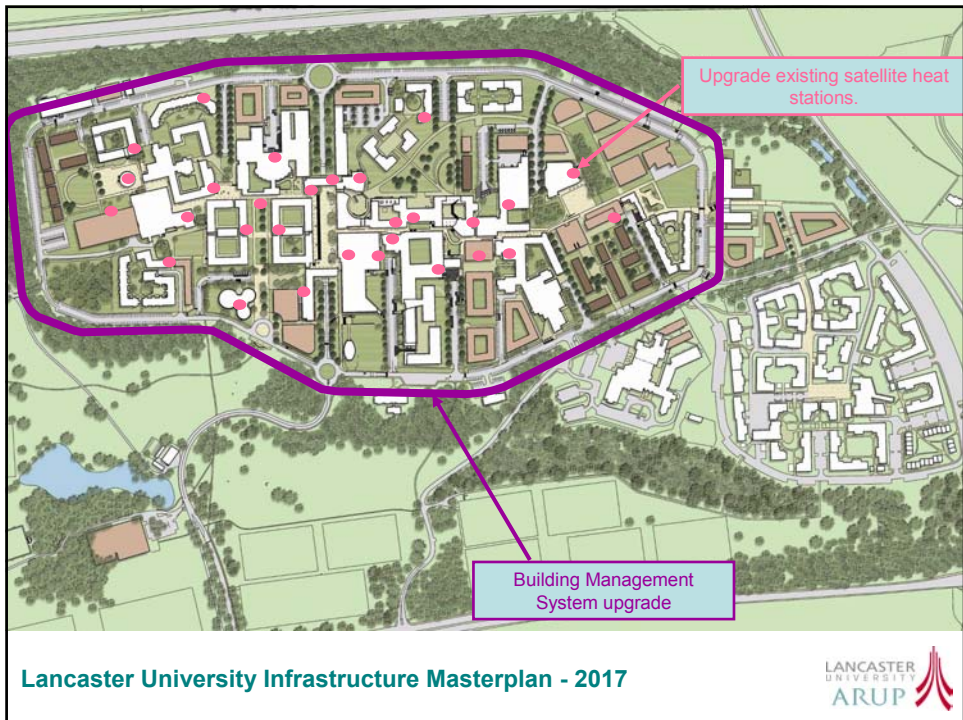 Upgrade existing satellite heat
stations.
Building Management
System upgrade
Lancaster University Infrastructure Masterplan - 2017
LANCASTER
UNIVERSITY
ARUP